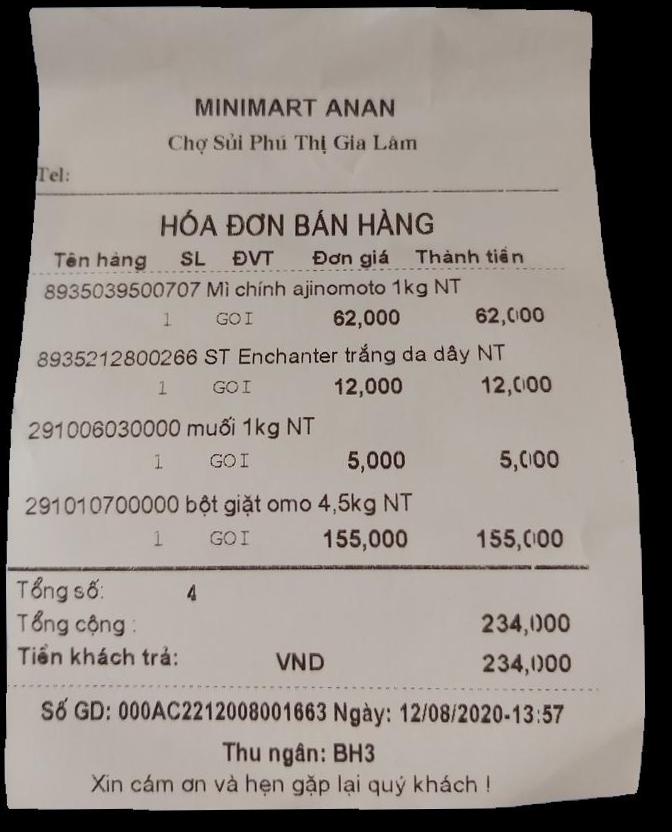 MINIMART ANAN
Chợ Sủi Phú Thị Gia Lâm
Tel:
HÓA ĐƠN BÁN HÀNG
Tên hàng SL ĐVT Đơn giá Thành tiền
8935039500707 Mì chính ajinomoto 1kg NT
1 GOI 62,000 62,000
8935212800266 ST Enchanter trắng da dây NT
1 GOI 12,000 12,000
291006030000 muối 1kg NT
1 GOI 5,000 5,000
291010700000 bột giặt omo 4,5kg NT
1 GOI 155,000 155,000
Tổng số: 4
Tổng cộng : 234,000
Tiền khách trả: VND 234,000
Số GD: 000AC2212008001663 Ngày: 12/08/2020-13:57
Thu ngân: BH3
Xin cám ơn và hẹn gặp lại quý khách !